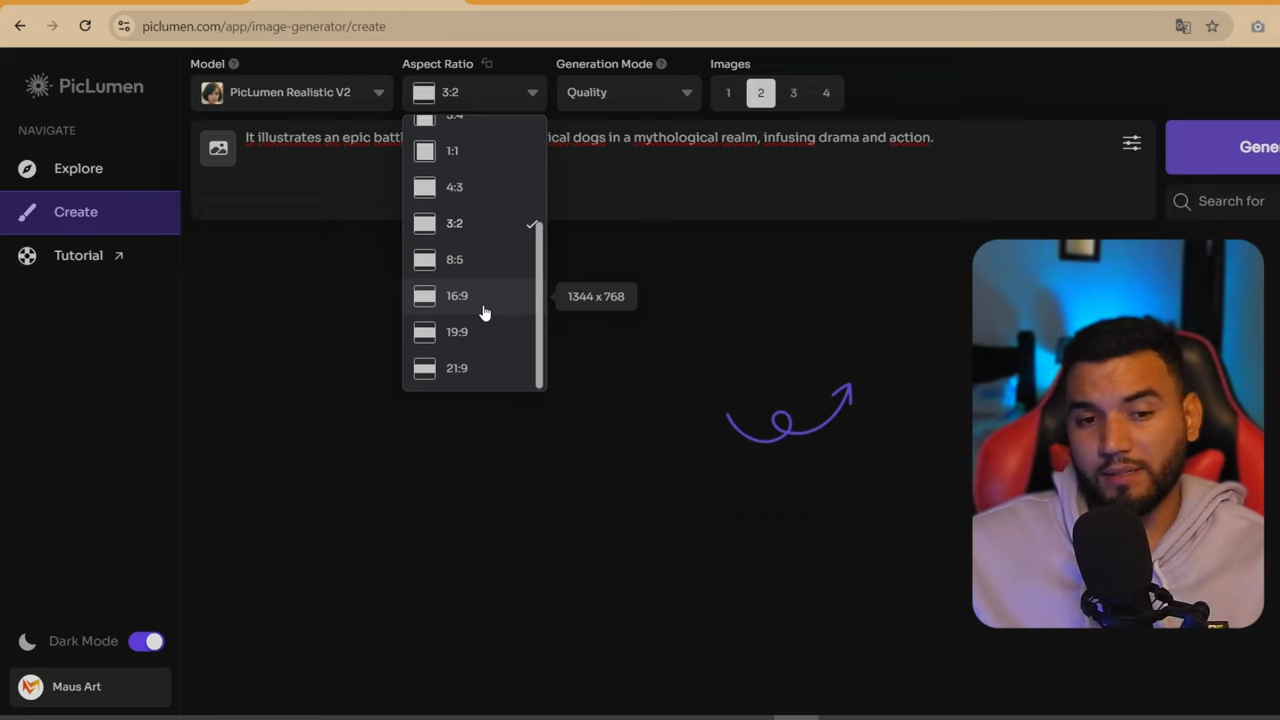 piclumen.com/app/image-generator/create
PicLumen
Model
Aspect Ratio
Generation Mode
Images
PicLumen Realistic V2
3:2
Quality
1
2
3
4
NAVIGATE
Explore
Create
Tutorial
It illustrates an epic batt
ical dogs in a mythological realm, infusing drama and action.
Gene
Search for
3:4
1:1
4:3
3:2
8:5
16:9
1344 x 768
19:9
21:9
Dark Mode
Maus Art